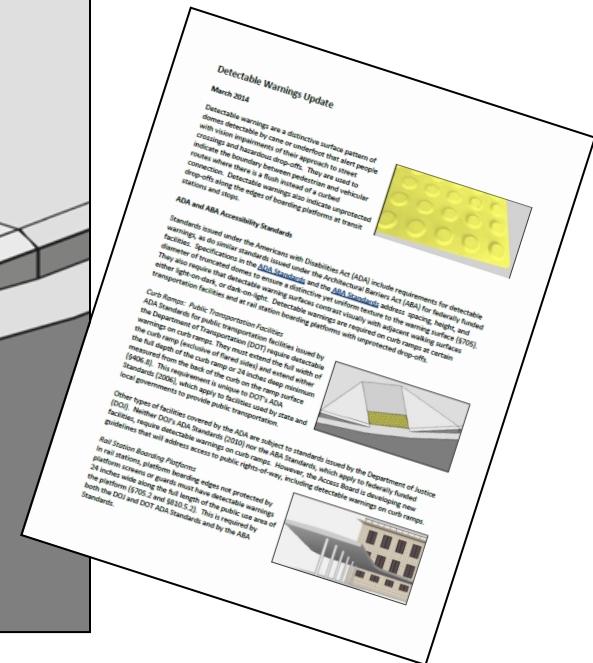 Detectable Warnings Update
March 2014
Detectable warnings are a distinctive surface pattern of
domes detectable by cane or underfoot that alert people
with vision impairments of their approach to street
crossings and hazardous drop-offs. They are used to
indicate the boundary between pedestrian and vehicular
routes where there is a flush instead of a curbed
connection. Detectable warnings also indicate unprotected
drop-offs along the edges of boarding platforms at transit
stations and stops.
ADA and ABA Accessibility Standards
Standards issued under the Americans with Disabilities Act (ADA) include requirements for detectable
warnings, as do similar standards issued under the Architectural Barriers Act (ABA) for federally funded
facilities. Specifications in the ADA Standards and the ABA Standards address spacing, height, and
diameter of truncated domes to ensure a distinctive yet uniform texture to the warning surface (§705).
They also require that detectable warning surfaces contrast visually with adjacent walking surfaces
either light-on-dark, or dark-on-light. Detectable warnings are required on curb ramps at certain
transportation facilities and at rail station boarding platforms with unprotected drop-offs.
Curb Ramps: Public Transportation Facilities
ADA Standards for public transportation facilities issued by
the Department of Transportation (DOT) require detectable
warnings on curb ramps. They must extend the full width of
the curb ramp (exclusive of flared sides) and extend either
the full depth of the curb ramp or 24 inches deep minimum
measured from the back of the curb on the ramp surface
(§406.8). This requirement is unique to DOT's ADA
Standards (2006), which apply to facilities used by state and
local governments to provide public transportation.
Other types of facilities covered by the ADA are subject to standards issued by the Department of Justice
(DOJ). Neither DOJ's ADA Standards (2010) nor the ABA Standards, which apply to federally funded
facilities, require detectable warnings on curb ramps. However, the Access Board is developing new
guidelines that will address access to public rights-of-way, including detectable warnings on curb ramps.
Rail Station Boarding Platforms
In rail stations, platform boarding edges not protected by
platform screens or guards must have detectable warnings
24 inches wide along the full length of the public use area of
the platform (§705.2 and §810.5.2). This is required by
both the DOJ and DOT ADA Standards and by the ABA
Standards.